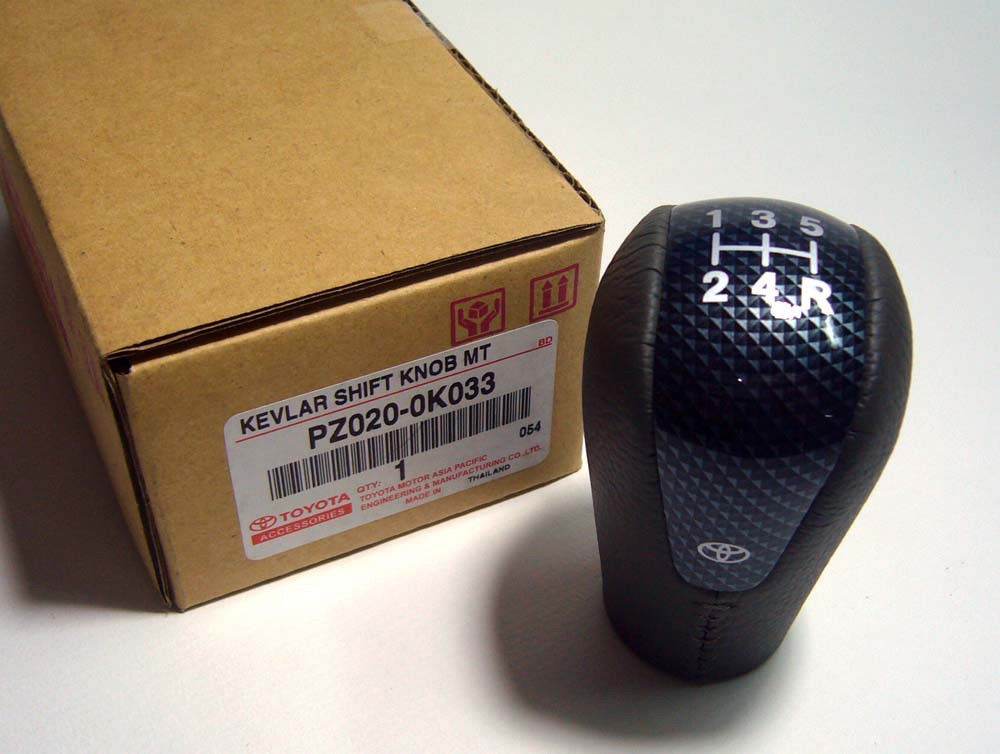 KEVLAR SHIFT KNOB MT
BD
PZ020-0K033
054
QTY: 1
TOYOTA MOTOR ASIA PACIFIC
ENGINEERING & MANUFACTURING CO.,LTD.
MADE IN THAILAND
TOYOTA
ACCESSORIES
1 3 5
2 4 R